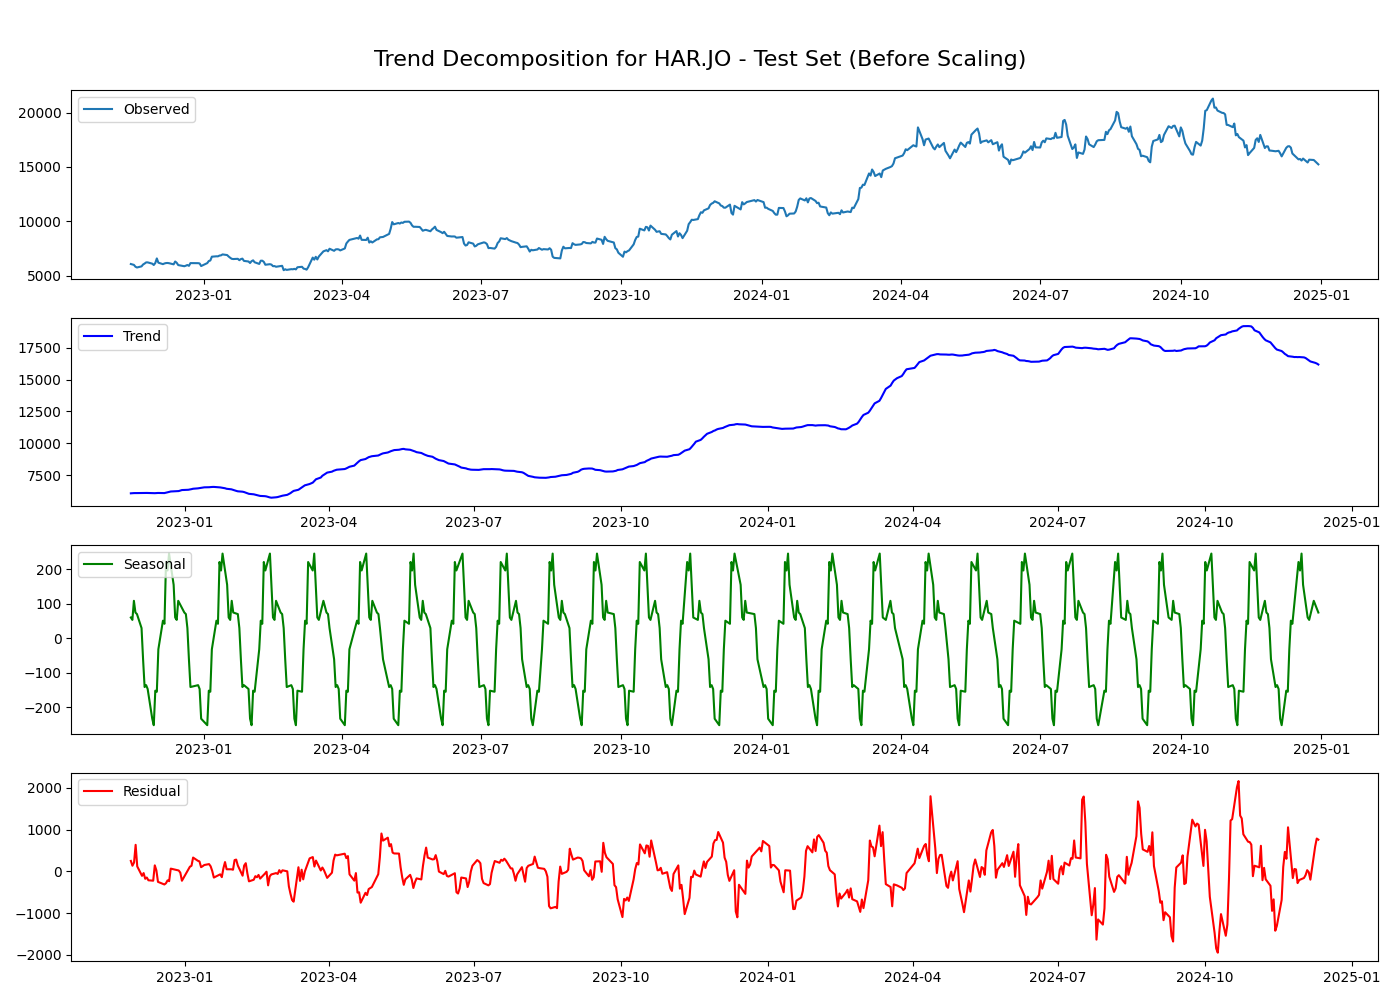 Trend Decomposition for HAR.JO - Test Set (Before Scaling)
Observed
20000
15000
10000
5000
2023-01 2023-04 2023-07 2023-10 2024-01 2024-04 2024-07 2024-10 2025-01
Trend
17500
15000
12500
10000
7500
2023-01 2023-04 2023-07 2023-10 2024-01 2024-04 2024-07 2024-10 2025-01
Seasonal
200
100
0
−100
−200
2023-01 2023-04 2023-07 2023-10 2024-01 2024-04 2024-07 2024-10 2025-01
Residual
2000
1000
0
−1000
−2000
2023-01 2023-04 2023-07 2023-10 2024-01 2024-04 2024-07 2024-10 2025-01